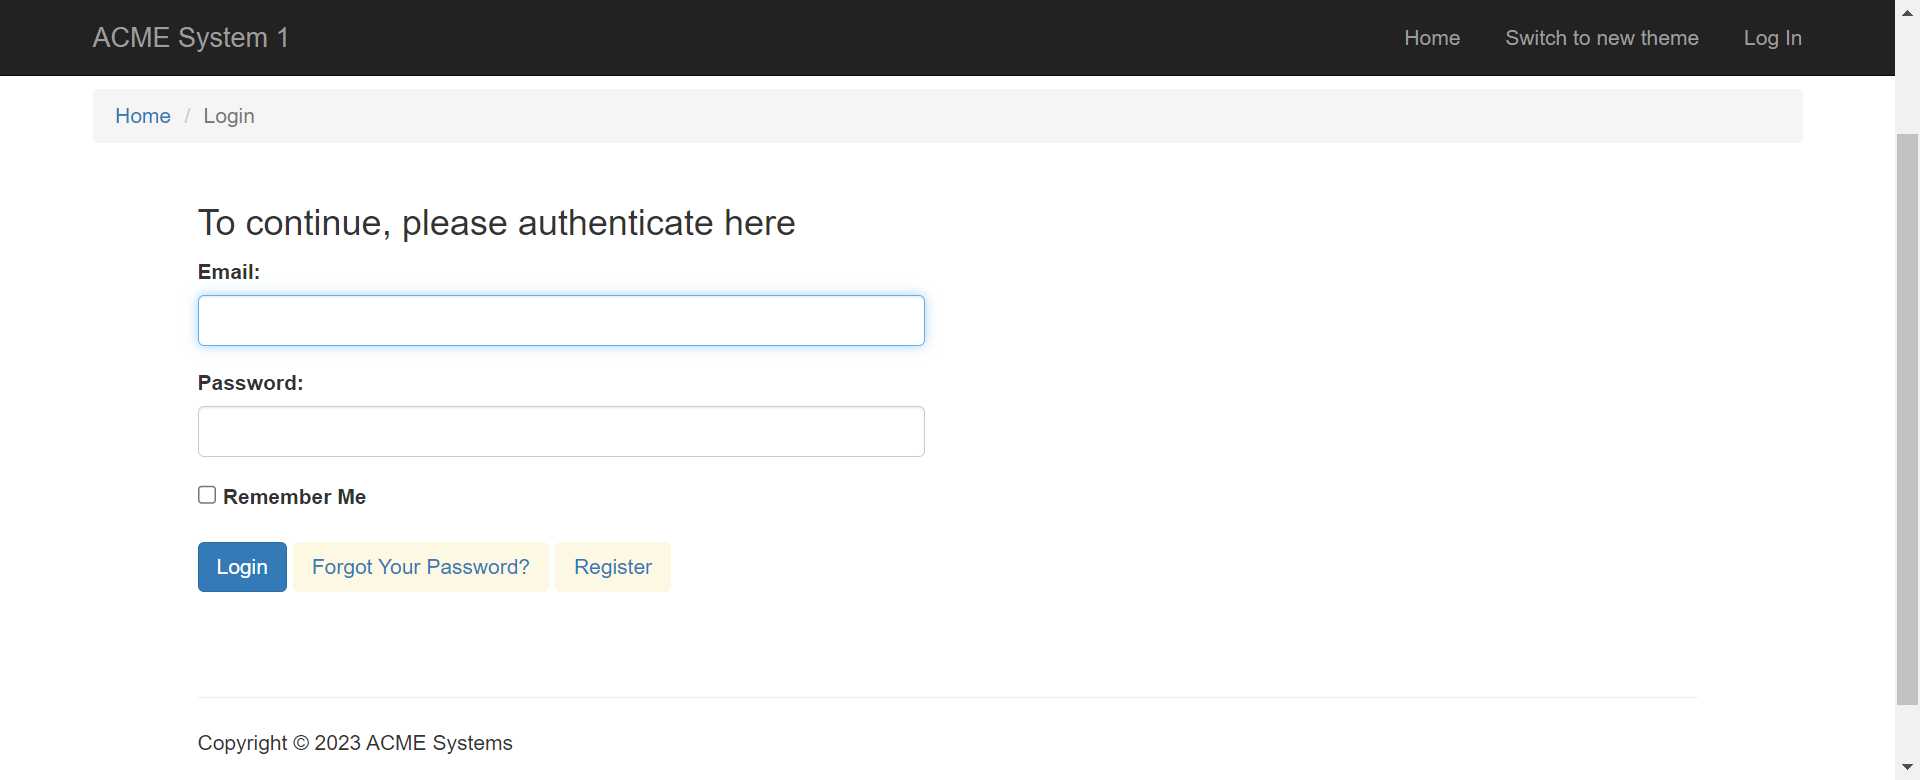 ACME System 1
Home Switch to new theme Log In
Home / Login
To continue, please authenticate here
Email:
Password:
Remember Me
Login Forgot Your Password? Register
Copyright © 2023 ACME Systems